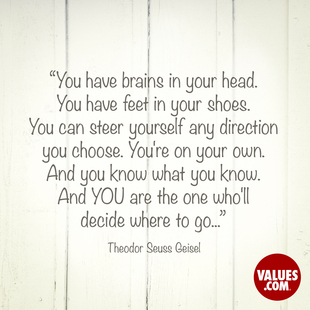 “You have brains in your head.
You have feet in your shoes.
You can steer yourself any direction
you choose. You're on your own.
And you know what you know.
And YOU are the one who'll
decide where to go...”
Theodor Seuss Geisel
VALUES
.COM